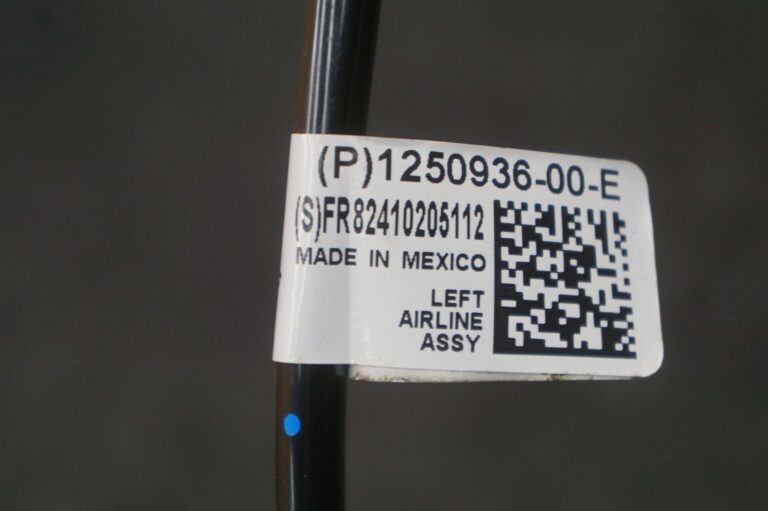 (P)1250936-00-E
(S)FR82410205112
MADE IN MEXICO
LEFT
AIRLINE
ASSY